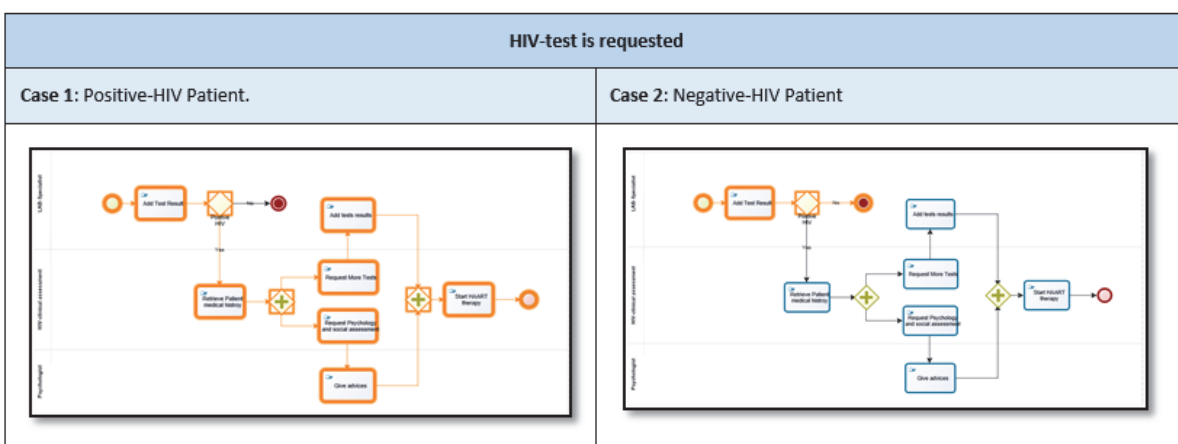 HIV-test is requested
Case 1: Positive-HIV Patient.
Case 2: Negative-HIV Patient
LAB-Specialist
Add Test Result
Positive
HIV
No
Yes
Add tests results
HIV-clinical assessment
Retrieve Patient
medical histroy
Request More Tests
Request Psychology
and social assessment
Start HAART
therapy
Psychologist
Give advices
LAB-Specialist
Add Test Result
Positive
HIV
No
Yes
Add tests results
HIV-clinical assessment
Retrieve Patient
medical histroy
Request More Tests
Request Psychology
and social assessment
Start HAART
therapy
Psychologist
Give advices